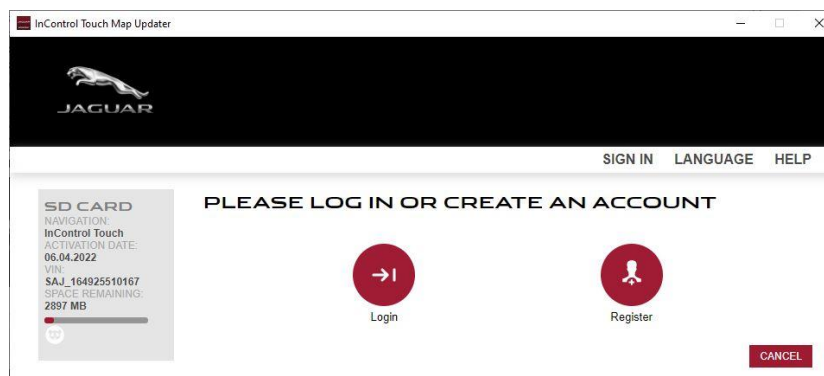 InControl Touch Map Updater
JAGUAR
SIGN IN LANGUAGE HELP
SD CARD
NAVIGATION:
InControl Touch
ACTIVATION DATE:
06.04.2022
VIN:
SAJ_164925510167
SPACE REMAINING:
2897 MB
PLEASE LOG IN OR CREATE AN ACCOUNT
Login
Register
CANCEL